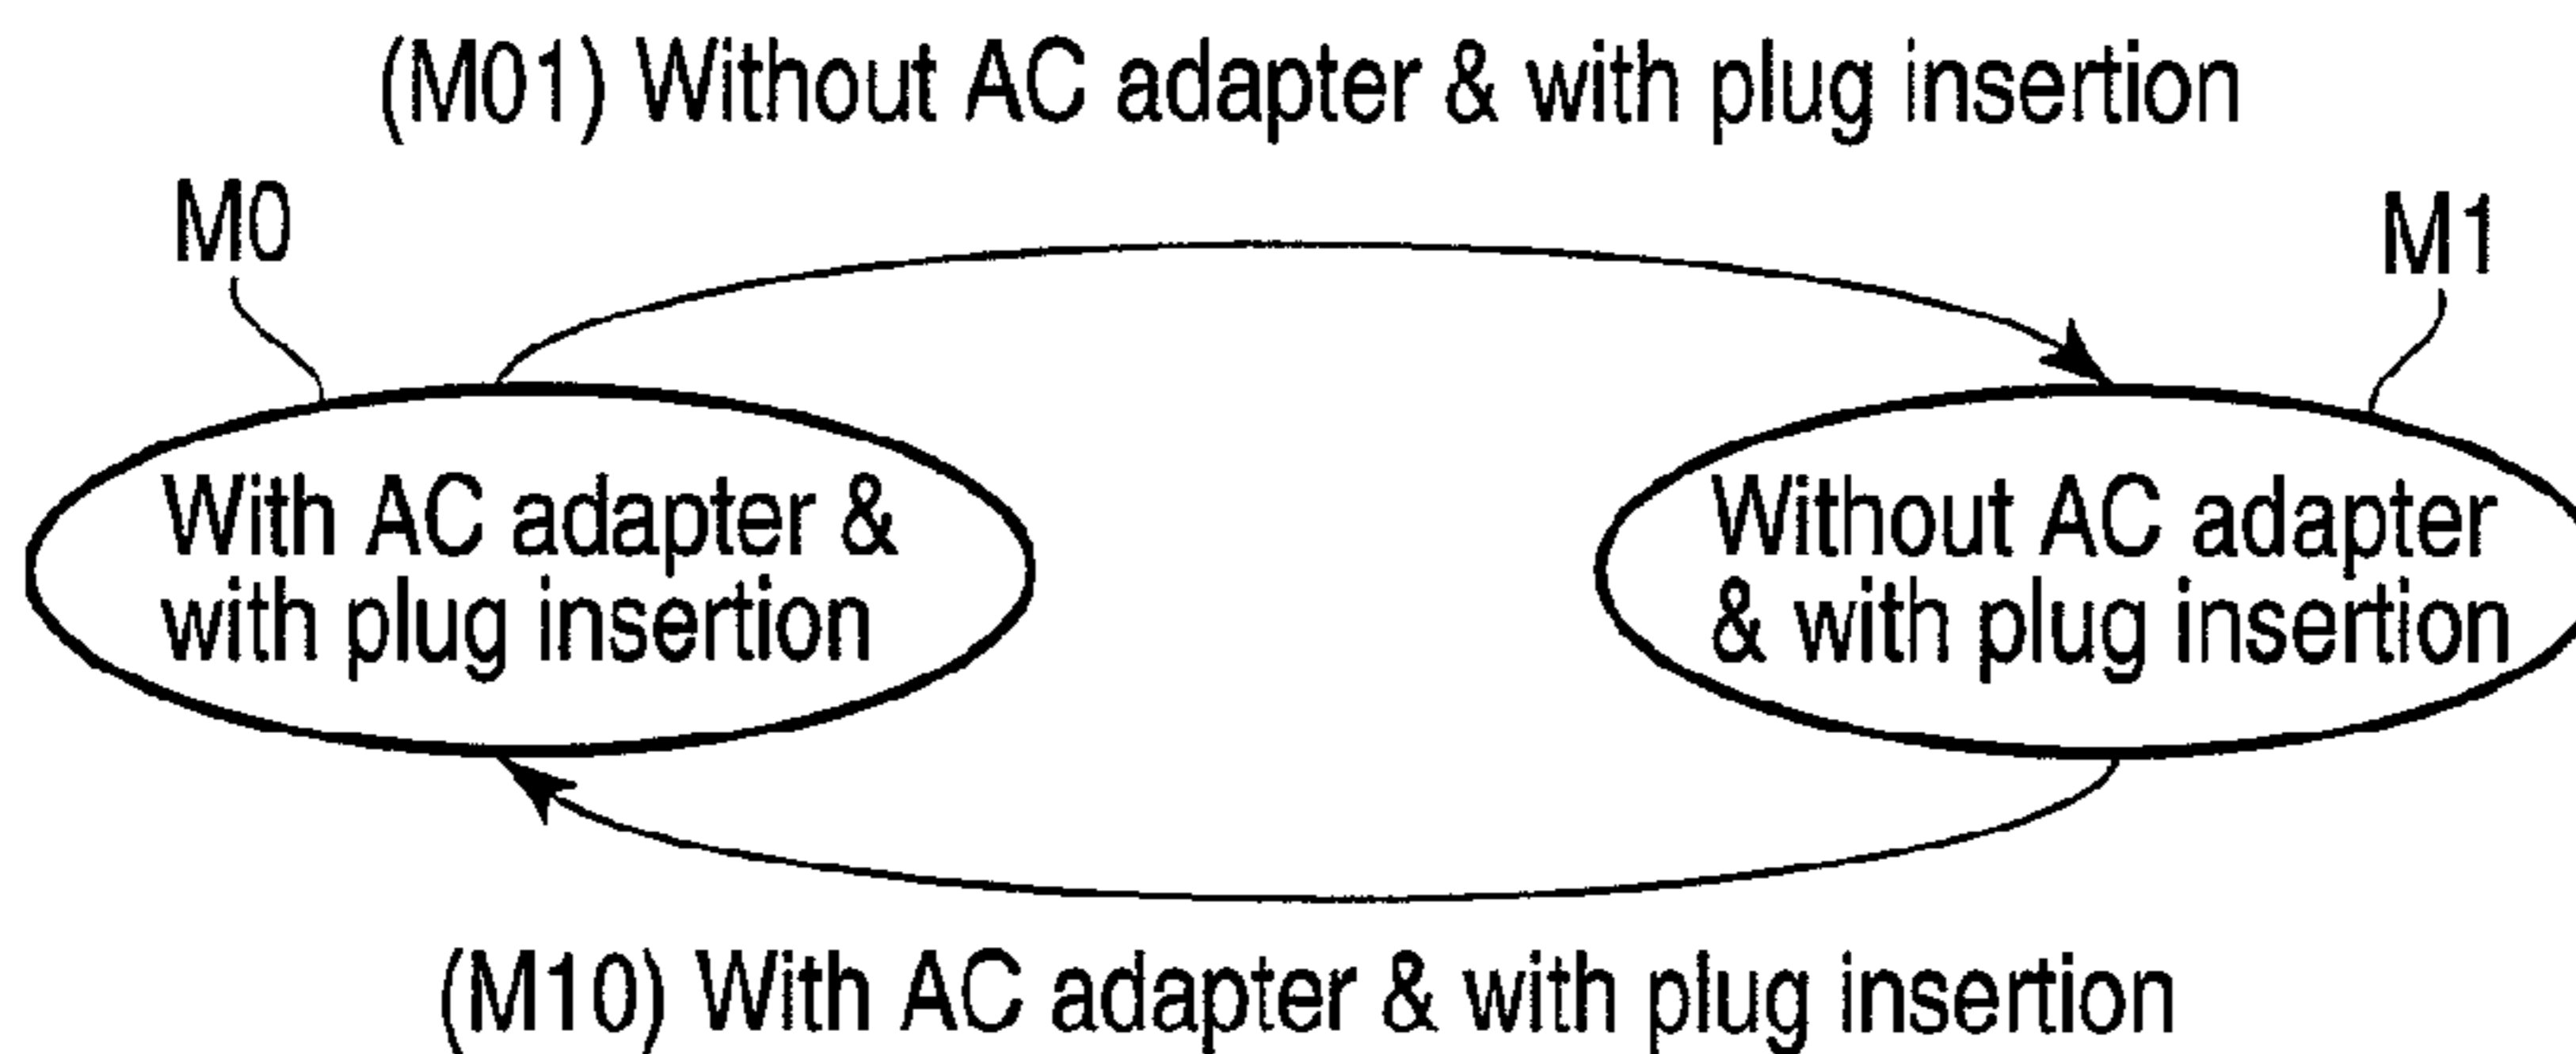 (M01) Without AC adapter & with plug insertion
M0
M1
With AC adapter &
with plug insertion
Without AC adapter
& with plug insertion
(M10) With AC adapter & with plug insertion